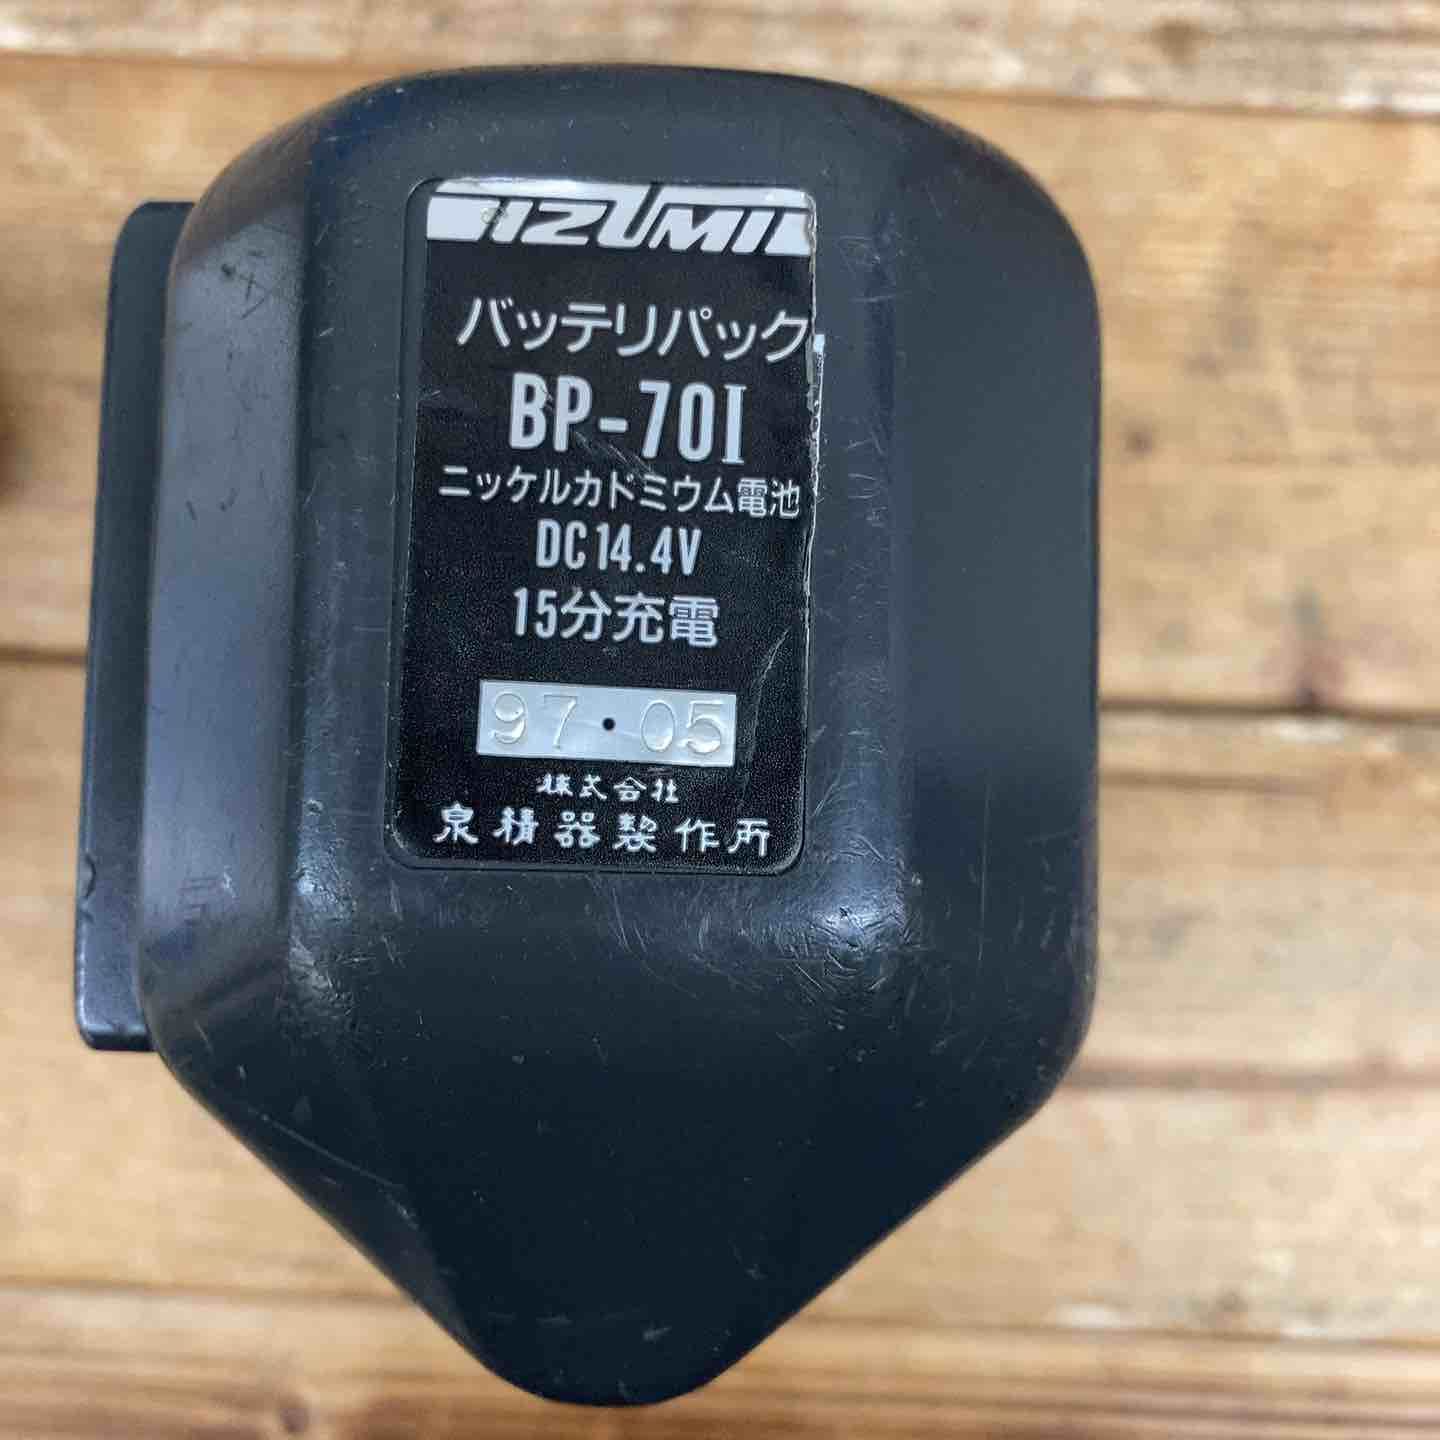 IZUMI
バッテリパック
BP-70I
ニッケルカドミウム電池
DC14.4V
15分充電
97・05
株式会社
泉精器製作所